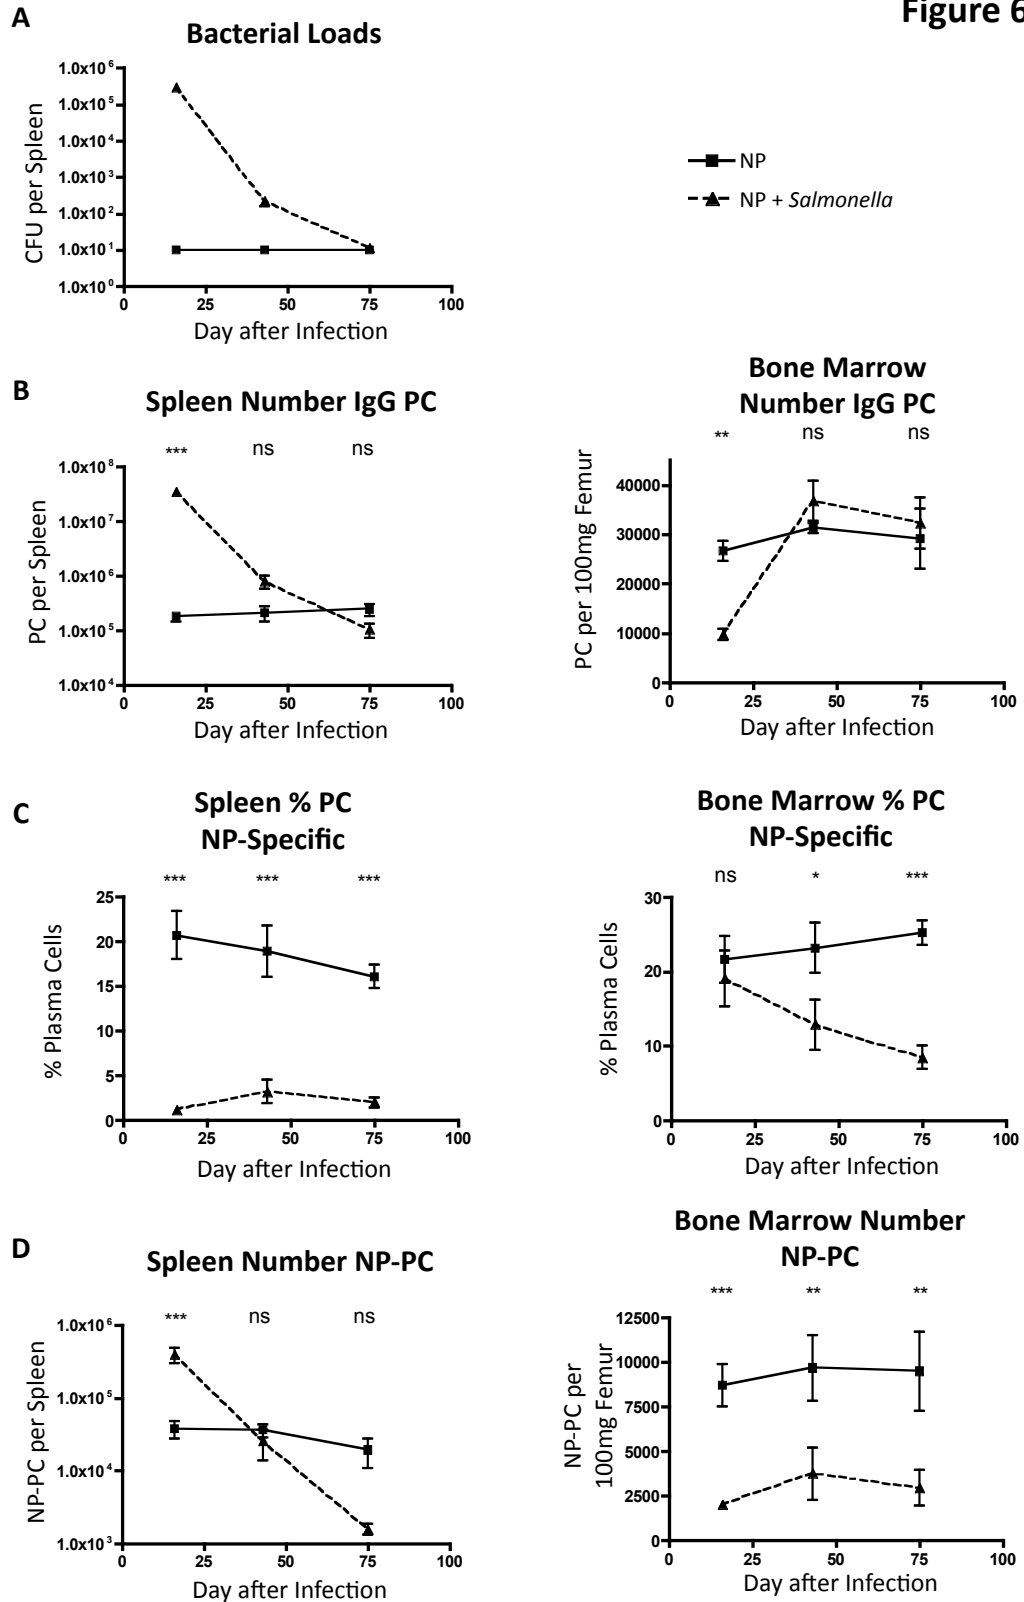 Figure 6
A
Bacterial Loads
CFU per Spleen
1.0x10⁶
1.0x10⁵
1.0x10⁴
1.0x10³
1.0x10²
1.0x10¹
1.0x10⁰
0 25 50 75 100
Day after Infection
NP
NP + Salmonella
B
Spleen Number IgG PC
*** ns ns
PC per Spleen
1.0x10⁸
1.0x10⁷
1.0x10⁶
1.0x10⁵
1.0x10⁴
0 25 50 75 100
Day after Infection
Bone Marrow
Number IgG PC
** ns ns
PC per 100mg Femur
40000
30000
20000
10000
0
0 25 50 75 100
Day after Infection
C
Spleen % PC
NP-Specific
*** *** ***
% Plasma Cells
25
20
15
10
5
0
0 25 50 75 100
Day after Infection
Bone Marrow % PC
NP-Specific
ns * ***
% Plasma Cells
30
20
10
0
0 25 50 75 100
Day after Infection
D
Spleen Number NP-PC
*** ns ns
NP-PC per Spleen
1.0x10⁶
1.0x10⁵
1.0x10⁴
1.0x10³
0 25 50 75 100
Day after Infection
Bone Marrow Number
NP-PC
*** ** **
NP-PC per
100mg Femur
12500
10000
7500
5000
2500
0
0 25 50 75 100
Day after Infection